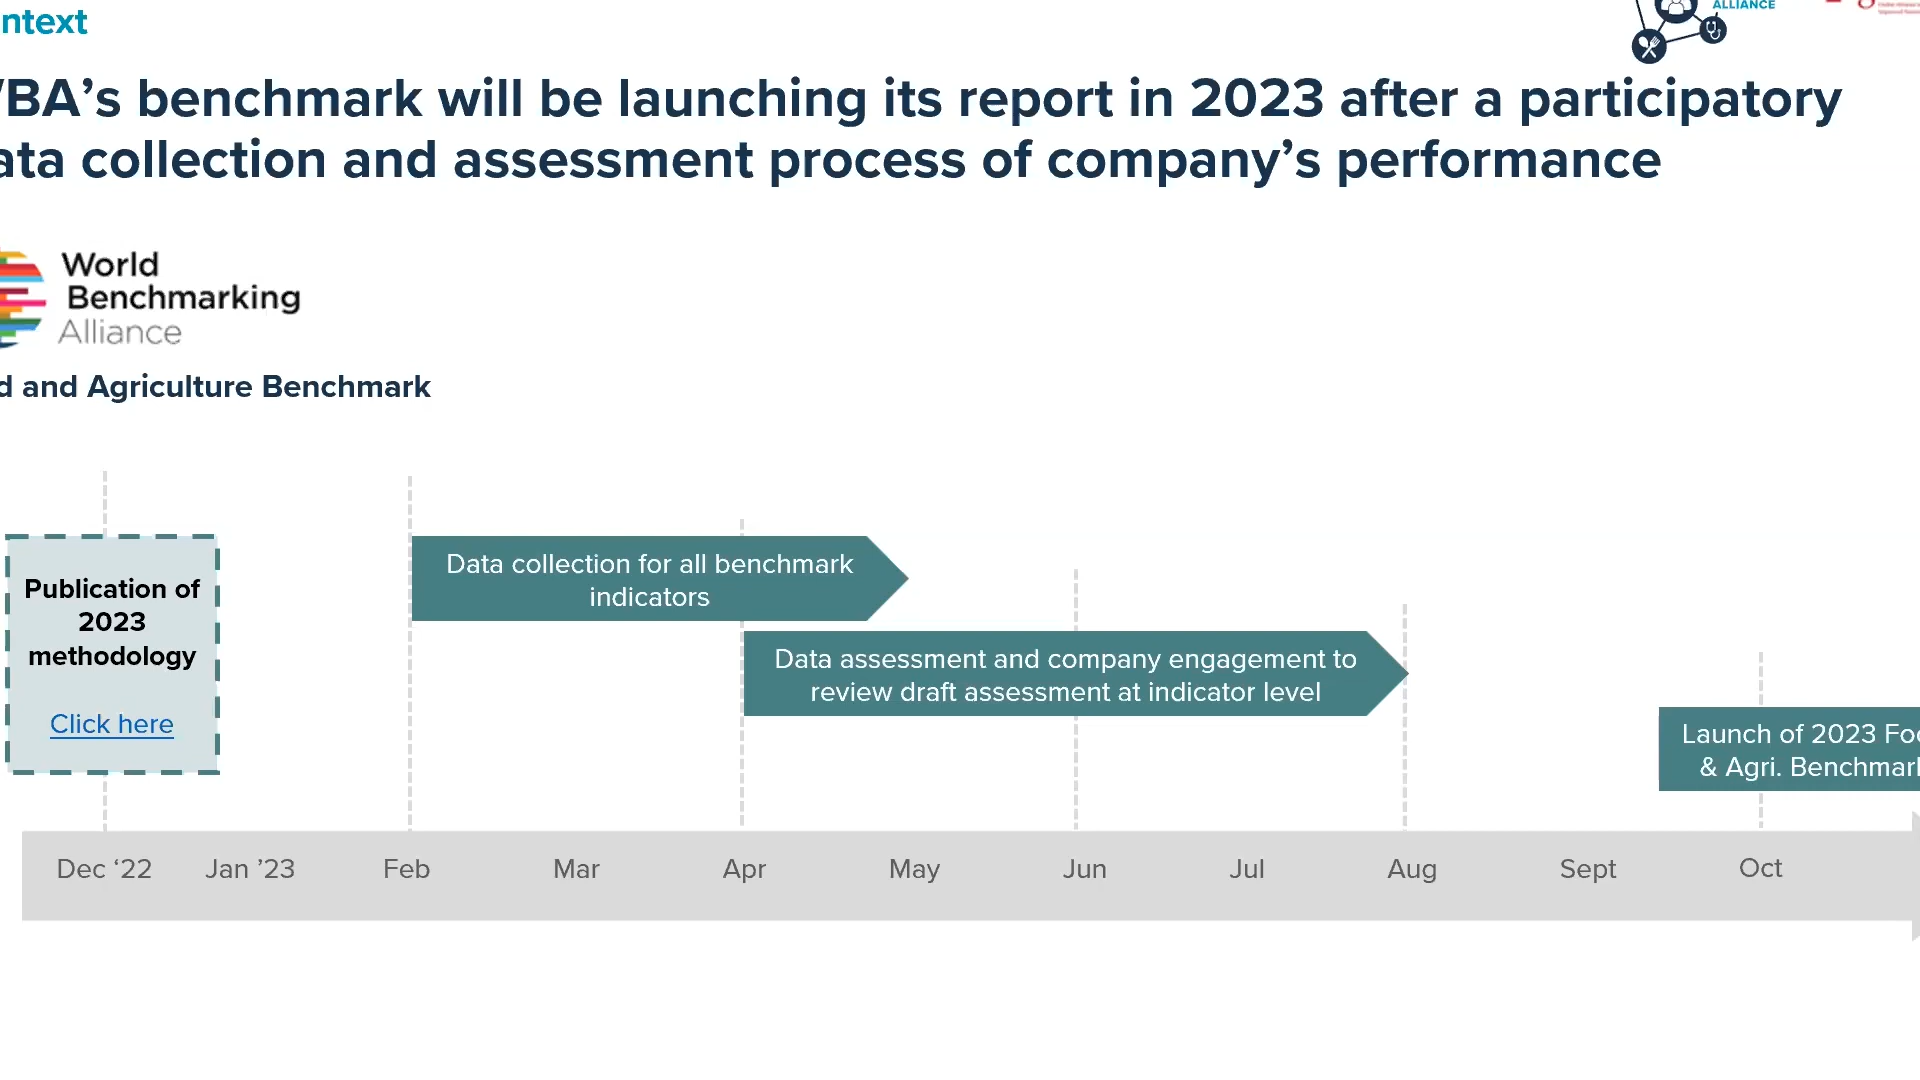 ntext
ALLIANCE
BA’s benchmark will be launching its report in 2023 after a participatory
ata collection and assessment process of company’s performance
World
Benchmarking
Alliance
d and Agriculture Benchmark
Data collection for all benchmark
indicators
Publication of
2023
methodology
Click here
Data assessment and company engagement to
review draft assessment at indicator level
Launch of 2023 Foo
& Agri. Benchmark
Dec ‘22 Jan ’23 Feb Mar Apr May Jun Jul Aug Sept Oct